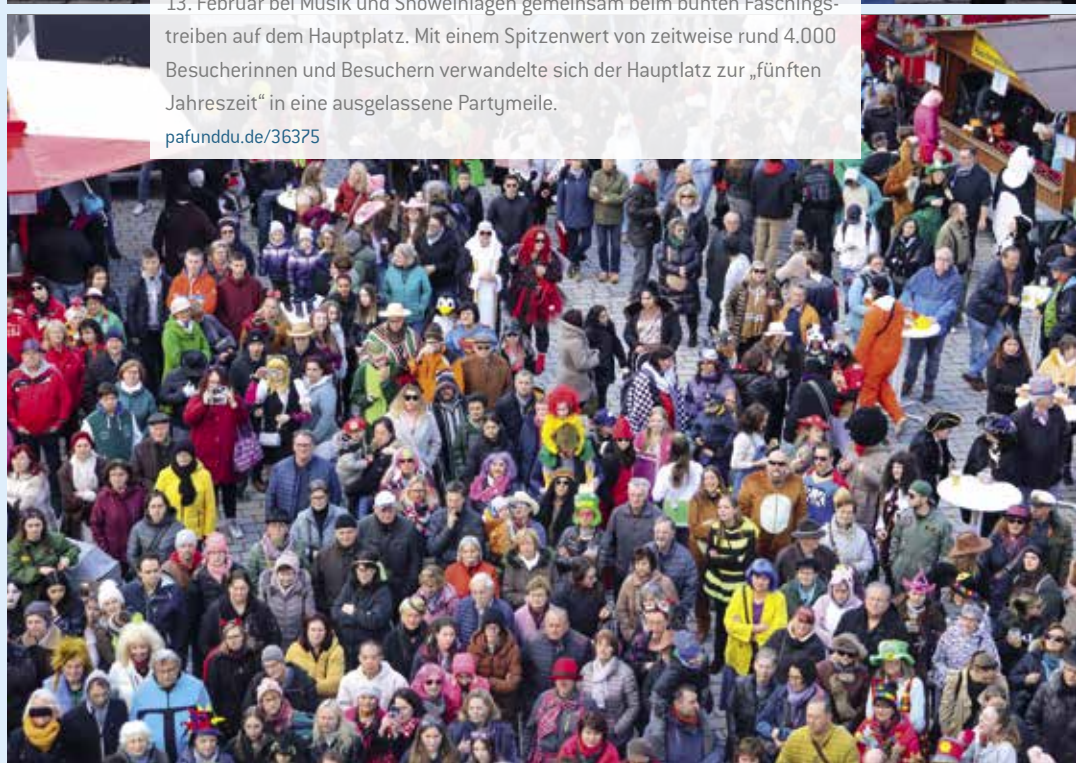 13. Februar bei Musik und Showeinlagen gemeinsam beim bunten Faschings-
treiben auf dem Hauptplatz. Mit einem Spitzenwert von zeitweise rund 4.000
Besucherinnen und Besuchern verwandelte sich der Hauptlatz zur „fünften
Jahreszeit“ in eine ausgelassene Partymeile.
pafunddu.de/36375